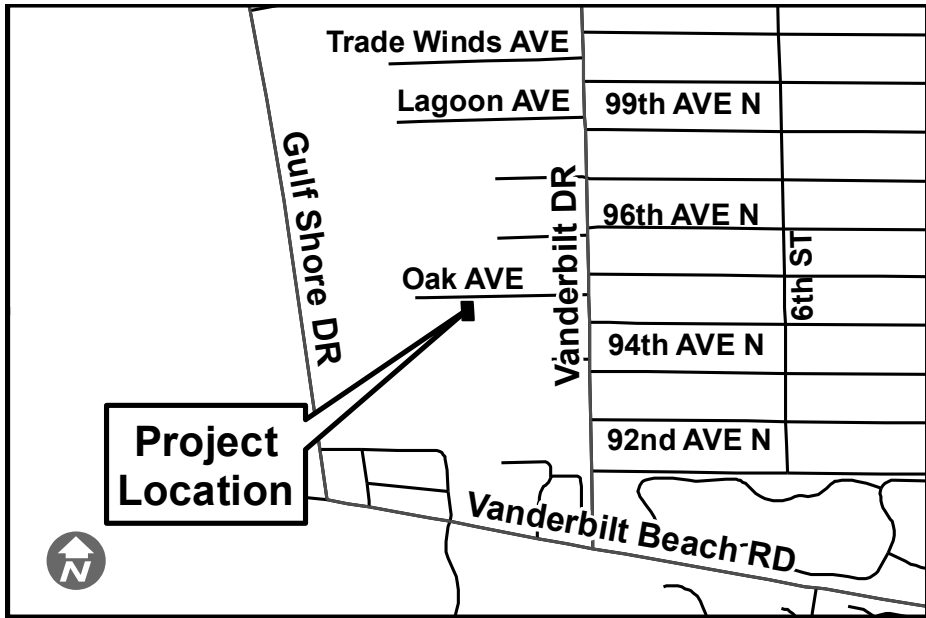 Trade Winds AVE
Lagoon AVE
99th AVE N
Gulf Shore DR
Vanderbilt DR
96th AVE N
6th ST
Oak AVE
94th AVE N
Project
Location
92nd AVE N
Vanderbilt Beach RD
N